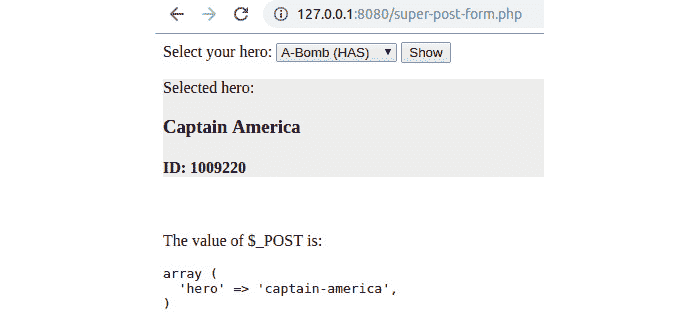 127.0.0.1:8080/super-post-form.php
Select your hero: A-Bomb (HAS) Show
Selected hero:
Captain America
ID: 1009220
The value of $_POST is:
array (
  'hero' => 'captain-america',
)